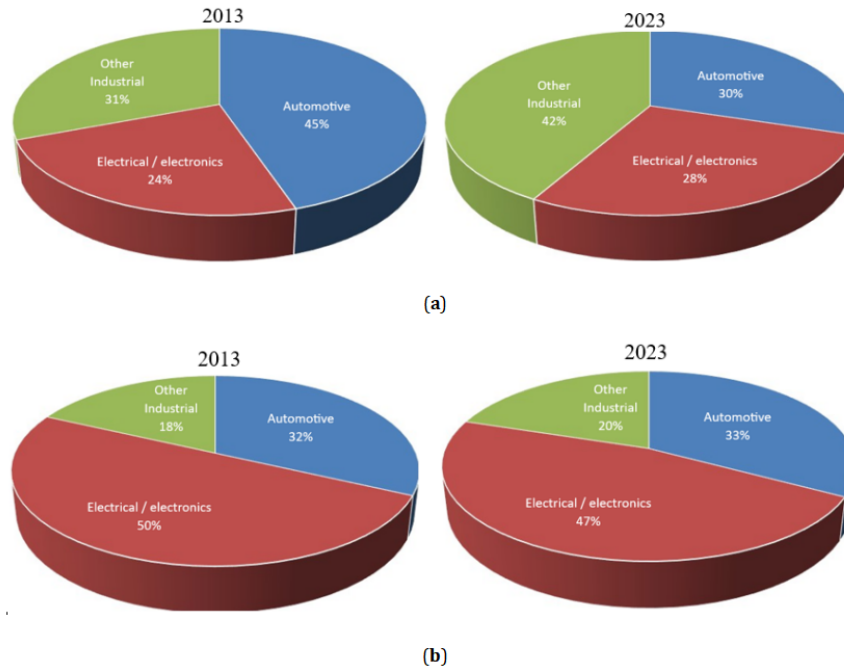 2013
Other
Industrial
31%
Automotive
45%
Electrical / electronics
24%
2023
Other
Industrial
42%
Automotive
30%
Electrical / electronics
28%
(a)
2013
Other
Industrial
18%
Automotive
32%
Electrical / electronics
50%
2023
Other
Industrial
20%
Automotive
33%
Electrical / electronics
47%
(b)